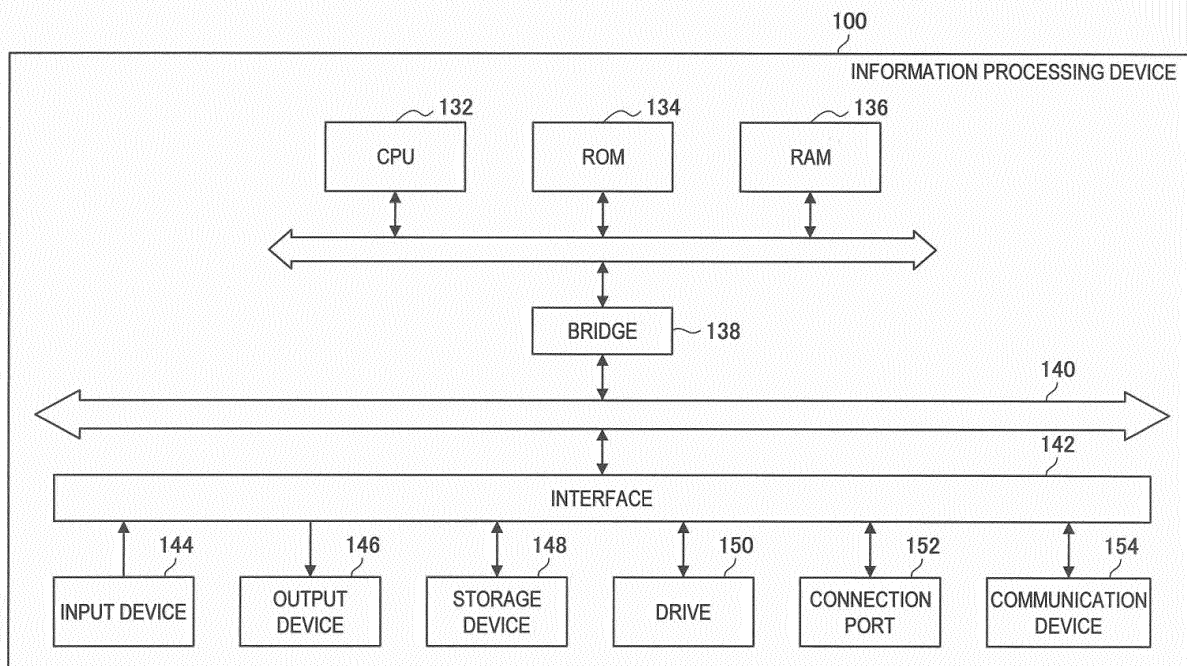 100
INFORMATION PROCESSING DEVICE
132
134
136
CPU
ROM
RAM
BRIDGE
138
140
142
INTERFACE
144
146
148
150
152
154
INPUT DEVICE
OUTPUT
DEVICE
STORAGE
DEVICE
DRIVE
CONNECTION
PORT
COMMUNICATION
DEVICE